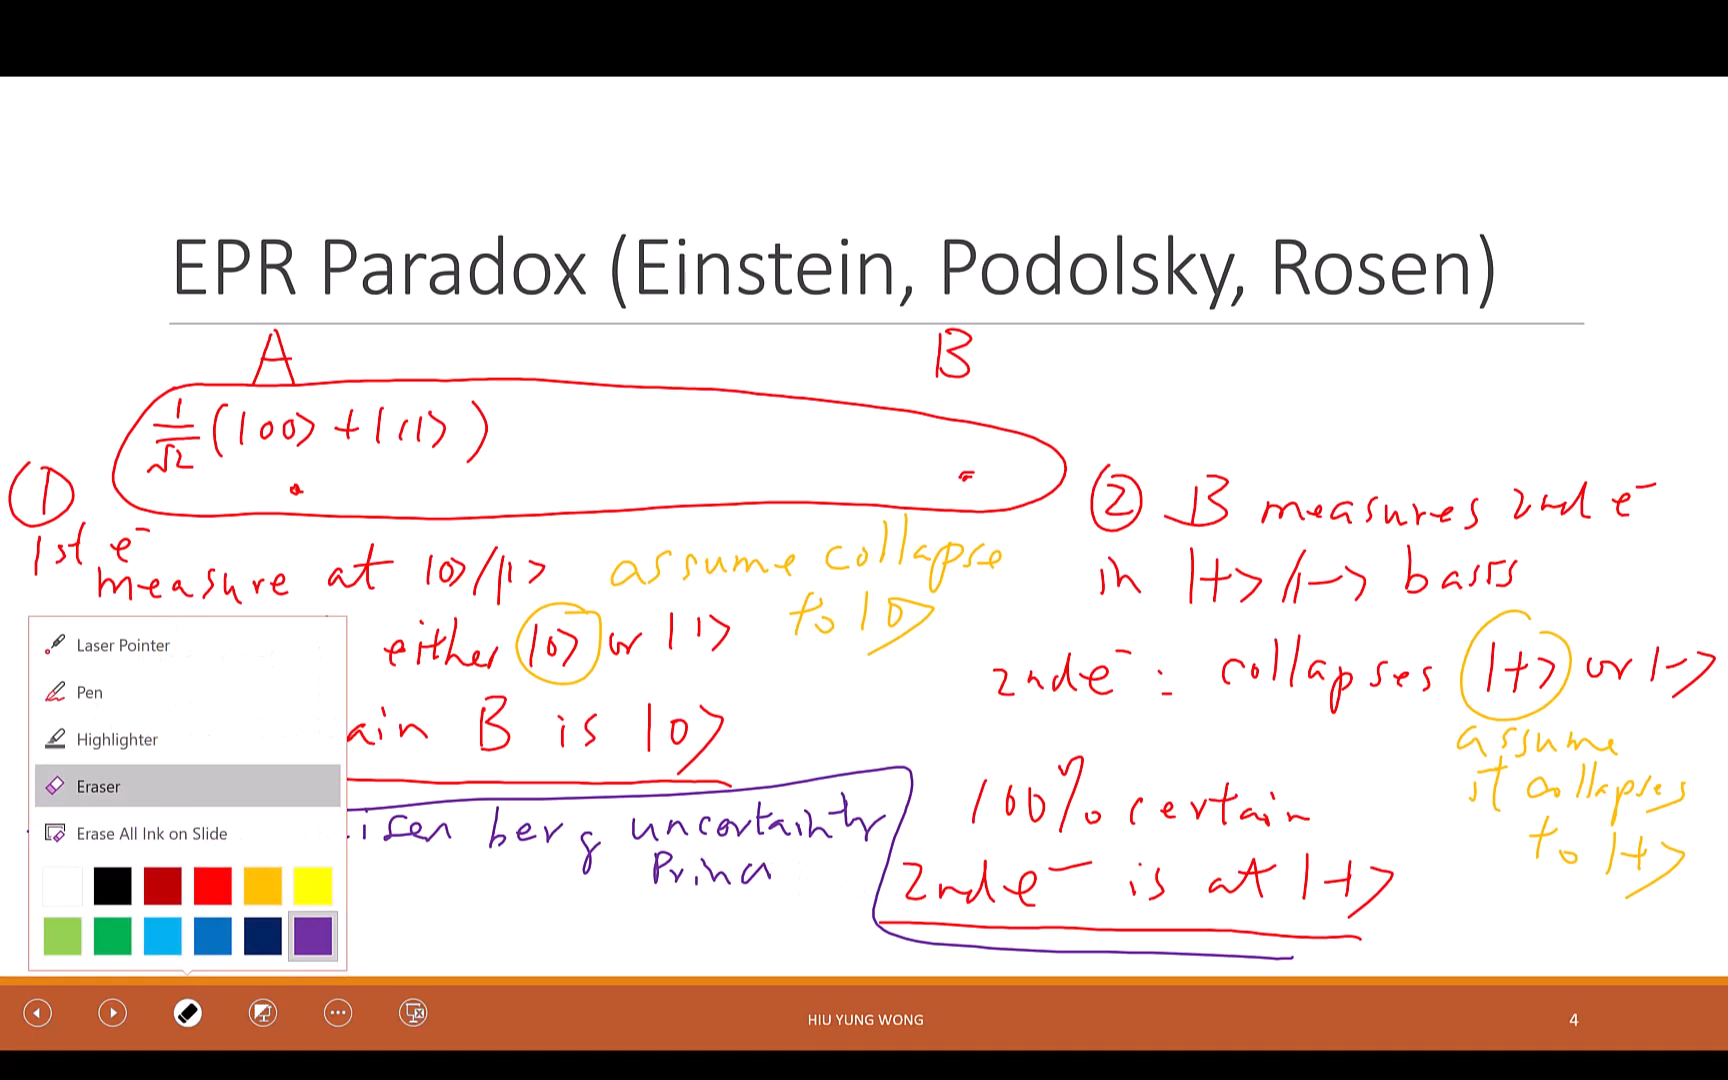 EPR Paradox (Einstein, Podolsky, Rosen)
A
B
1/√2 (|00> + |11>)
①
1st e⁻
measure at |0>/|1>
either |0> or |1>
assume collapse
to |0>
ain B is |0>
isen berg uncertainty
Princ
② B measures 2nd e⁻
in |+>/|-> basis
2nd e⁻: collapses |+> or |->
assume
it collapses
to |+>
100% certain
2nd e⁻ is at |+>
Laser Pointer
Pen
Highlighter
Eraser
Erase All Ink on Slide
HIU YUNG WONG
4